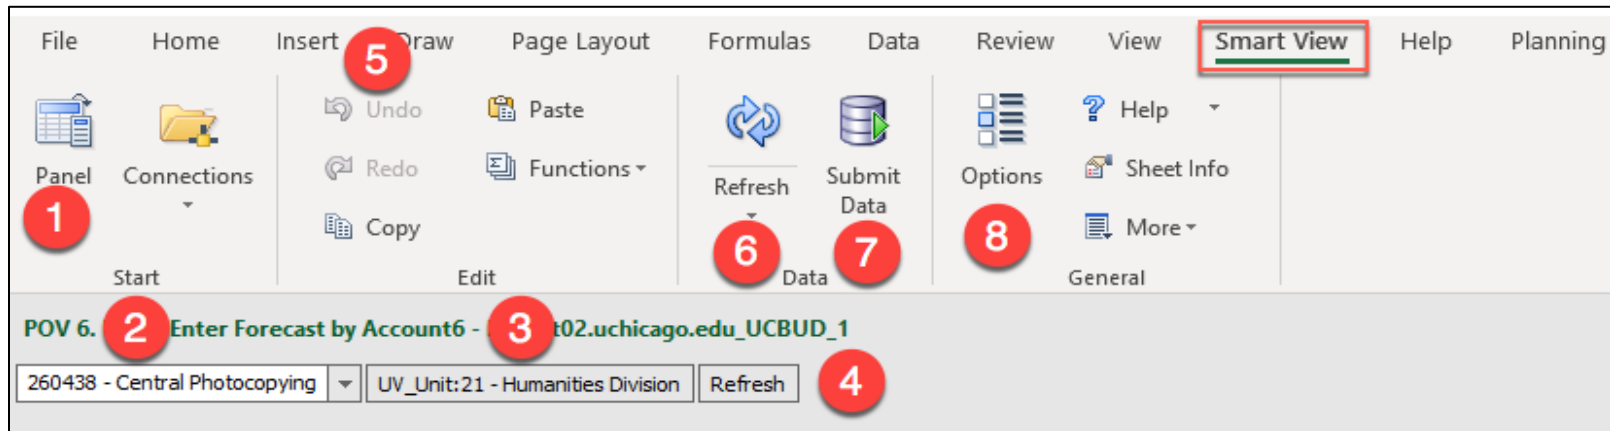 File Home Insert Draw Page Layout Formulas Data Review View Smart View Help Planning
5
Undo Paste Help
Panel Connections Redo Functions Refresh Submit Data Options Sheet Info
1
Copy 6 7 8 More
Start Edit Data General
POV 6. 2 Enter Forecast by Account6 - 3 t02.uchicago.edu_UCBUD_1
260438 - Central Photocopying UV_Unit:21 - Humanities Division Refresh 4